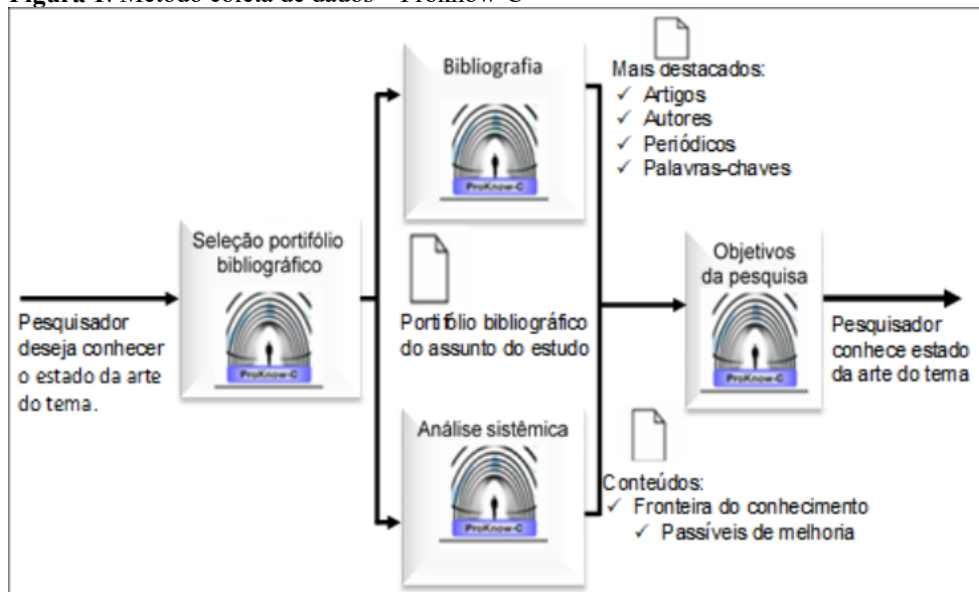 Figura 1. Método coleta de dados - ProKnow-C
Bibliografia
ProKnow-C
Mais destacados:
✓ Artigos
✓ Autores
✓ Periódicos
✓ Palavras-chaves
Seleção portifólio
bibliográfico
ProKnow-C
Pesquisador
deseja conhecer
o estado da arte
do tema.
Portifólio bibliográfico
do assunto do estudo
Objetivos
da pesquisa
ProKnow-C
Pesquisador
conhece estado
da arte do tema
Análise sistêmica
ProKnow-C
Conteúdos:
✓ Fronteira do conhecimento
✓ Passíveis de melhoria